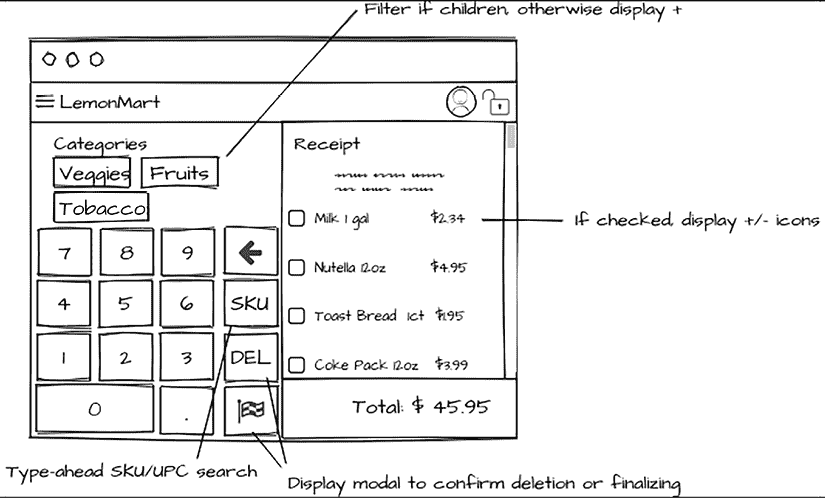 Filter if children, otherwise display +
LemonMart
Categories
Veggies Fruits
Tobacco
7 8 9
4 5 6 SKU
1 2 3 DEL
0 .
Receipt
Milk 1 gal $2.34
Nutella 12oz $4.95
Toast Bread 1ct $1.95
Coke Pack 12oz $3.99
Total: $ 45.95
If checked, display +/- icons
Type-ahead SKU/UPC search
Display modal to confirm deletion or finalizing